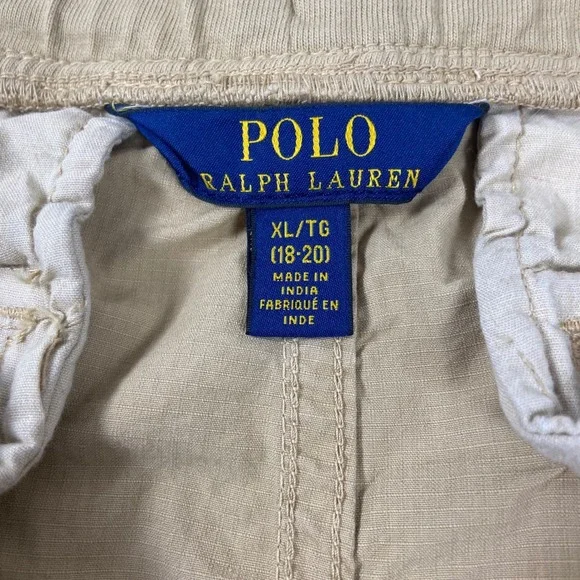 POLO
RALPH LAUREN
XL/TG
(18-20)
MADE IN
INDIA
FABRIQUÉ EN
INDE